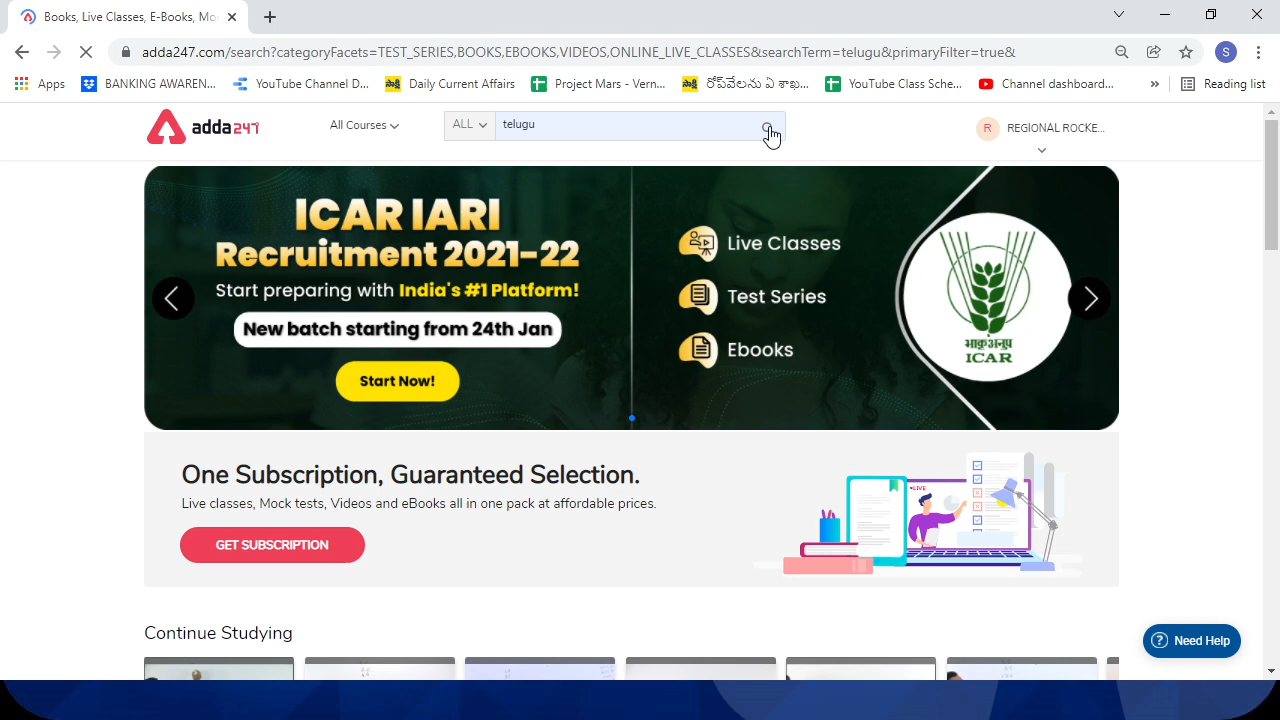 Books, Live Classes, E-Books, Mo
adda247.com/search?categoryFacets=TEST_SERIES,BOOKS,EBOOKS,VIDEOS,ONLINE_LIVE_CLASSES&searchTerm=telugu&primaryFilter=true&
S
Apps BANKING AWAREN... YouTube Channel D... సాక్షి Daily Current Affairs Project Mars - Vern... సాక్షి YouTube Class Sche... Channel dashboard... » Reading list
adda247 All Courses ALL telugu R REGIONAL ROCKE...
ICAR IARI
Recruitment 2021-22
Start preparing with India's #1 Platform!
New batch starting from 24th Jan
Start Now!
Live Classes
Test Series
Ebooks
भाकृअनुप
ICAR
One Subscription, Guaranteed Selection.
Live classes, Mock tests, Videos and eBooks all in one pack at affordable prices.
GET SUBSCRIPTION
LIVE
Continue Studying
Need Help